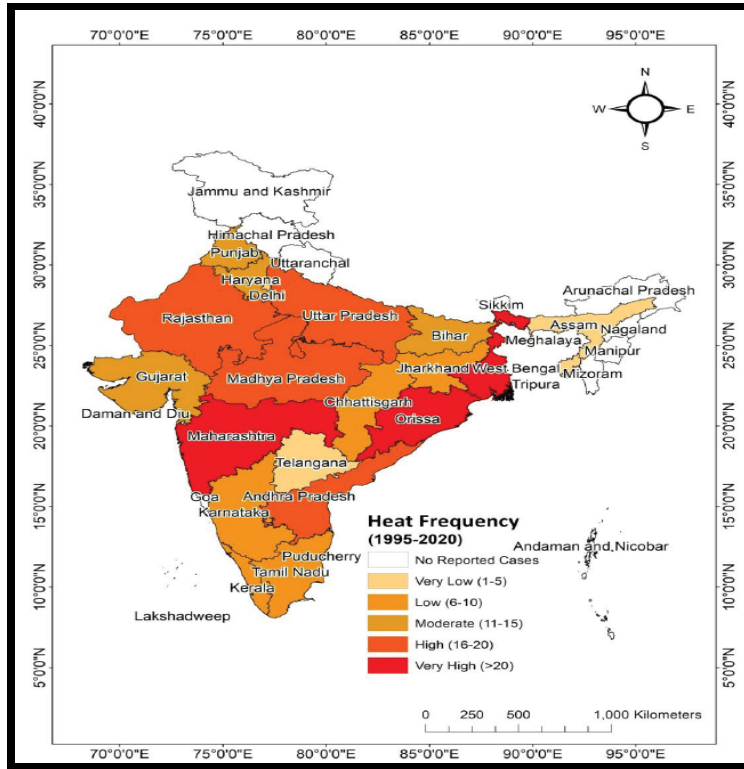 70°0'0"E 75°0'0"E 80°0'0"E 85°0'0"E 90°0'0"E 95°0'0"E
40°0'0"N 35°0'0"N 30°0'0"N 25°0'0"N 20°0'0"N 15°0'0"N 10°0'0"N 5°0'0"N
40°0'0"N 35°0'0"N 30°0'0"N 25°0'0"N 20°0'0"N 15°0'0"N 10°0'0"N 5°0'0"N
N
W E
S
Jammu and Kashmir
Himachal Pradesh
Punjab
Uttaranchal
Haryana
Delhi
Arunachal Pradesh
Sikkim
Rajasthan
Uttar Pradesh
Assam
Nagaland
Bihar
Meghalaya
Manipur
Jharkhand West Bengal
Gujarat
Madhya Pradesh
Mizoram
Tripura
Chhattisgarh
Daman and Diu
Orissa
Maharashtra
Telangana
Goa
Andhra Pradesh
Karnataka
Puducherry
Tamil Nadu
Kerala
Lakshadweep
Andaman and Nicobar
Heat Frequency
(1995-2020)
No Reported Cases
Very Low (1-5)
Low (6-10)
Moderate (11-15)
High (16-20)
Very High (>20)
0 250 500 1,000 Kilometers
70°0'0"E 75°0'0"E 80°0'0"E 85°0'0"E 90°0'0"E 95°0'0"E